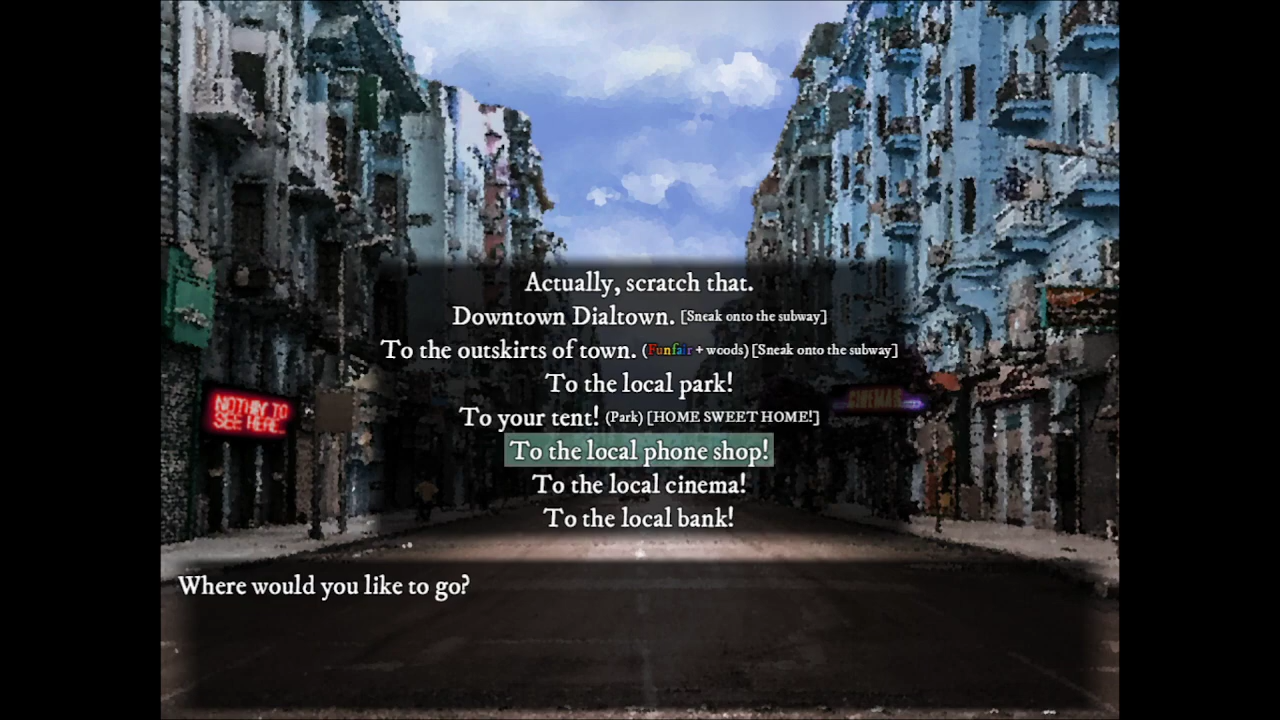 Actually, scratch that.
Downtown Dialtown. [Sneak onto the subway]
To the outskirts of town. (Funfair + woods) [Sneak onto the subway]
To the local park!
To your tent! (Park) [HOME SWEET HOME!]
NOTHIN' TO
SEE HERE...
CINEMAS
To the local phone shop!
To the local cinema!
To the local bank!
Where would you like to go?